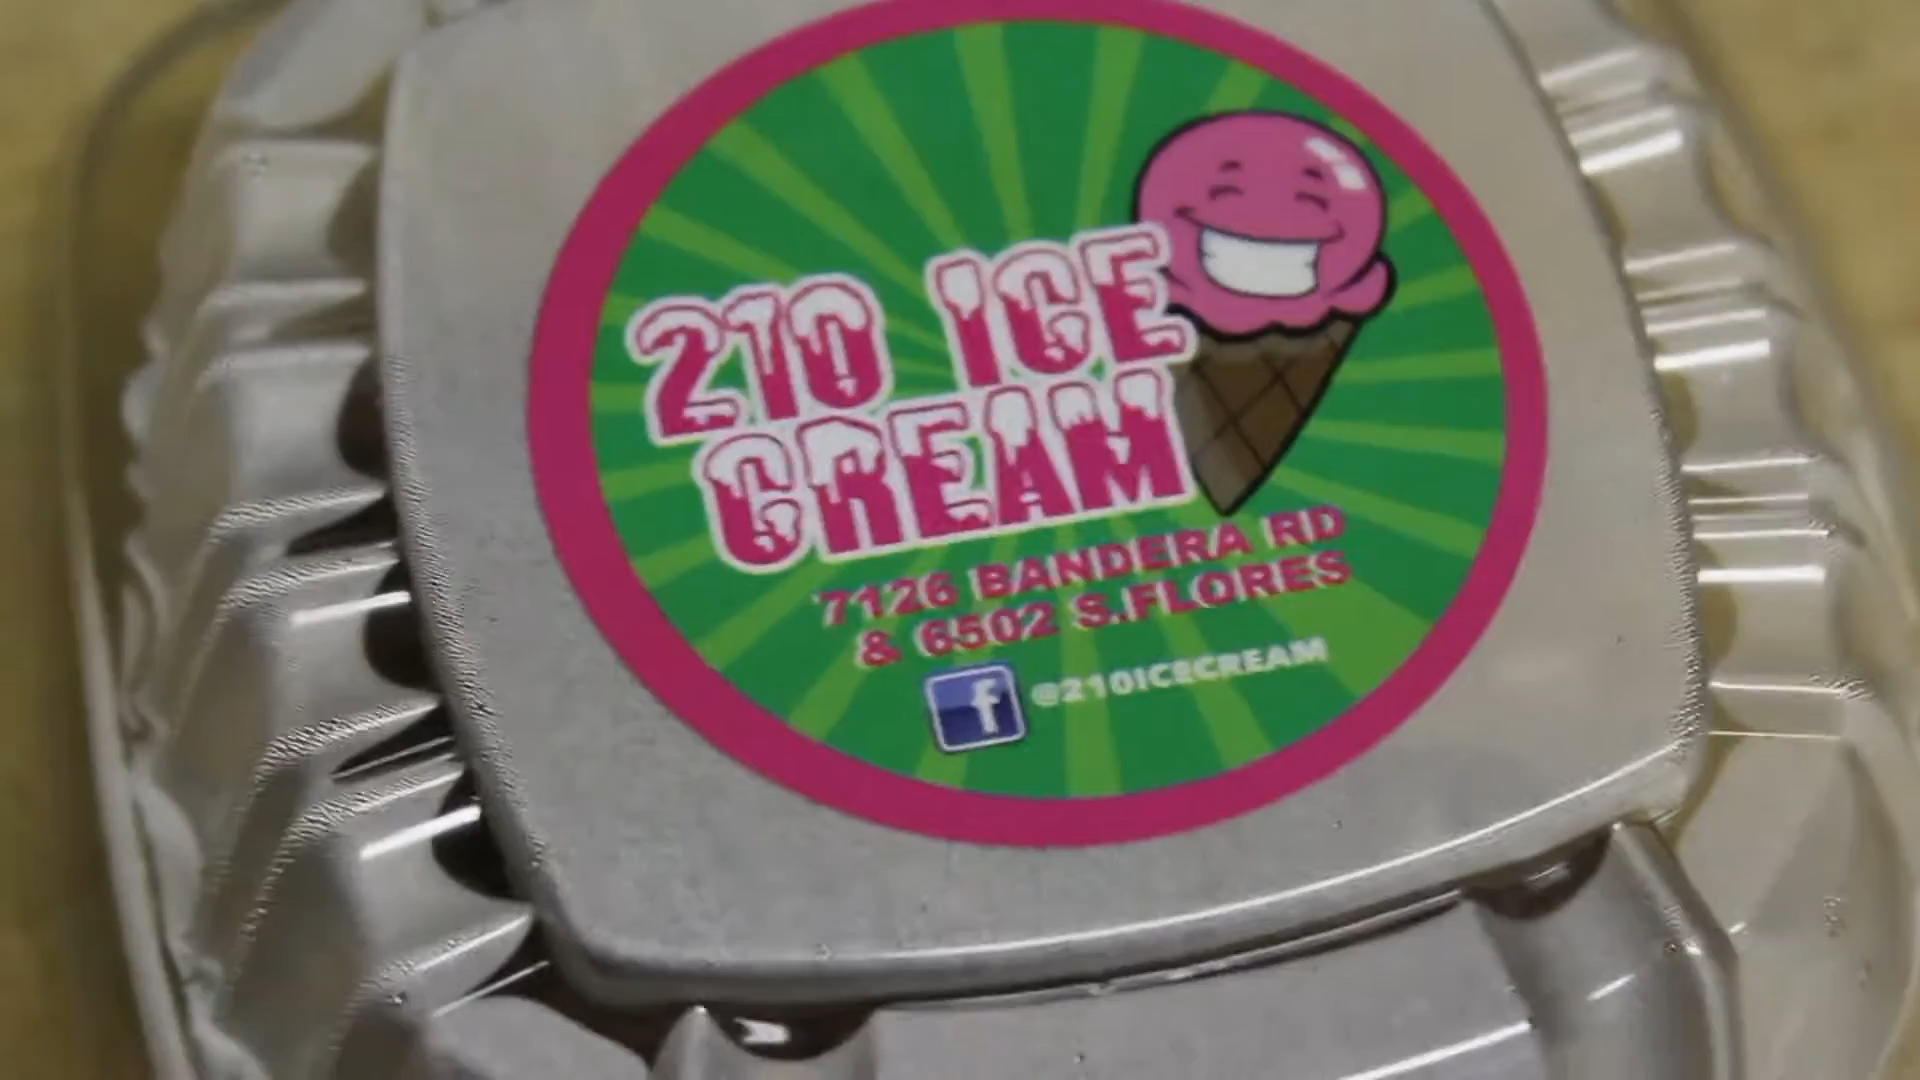 210 ICE
CREAM
7126 BANDERA RD
& 6502 S.FLORES
f @210ICECREAM